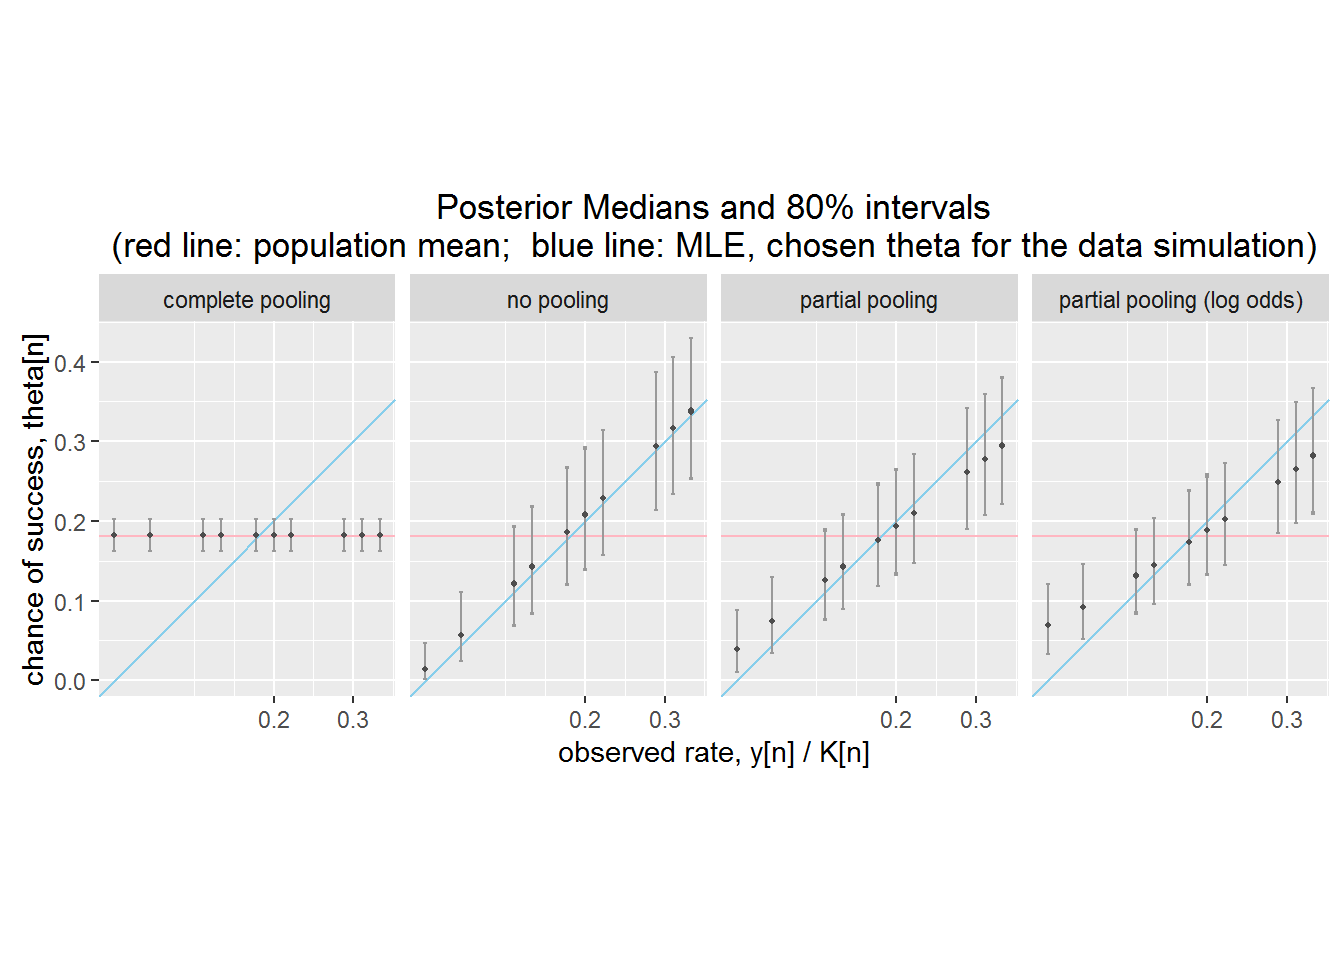 Posterior Medians and 80% intervals
(red line: population mean;  blue line: MLE, chosen theta for the data simulation)
complete pooling
no pooling
partial pooling
partial pooling (log odds)
chance of success, theta[n]
0.4
0.3
0.2
0.1
0.0
0.2
0.3
0.2
0.3
0.2
0.3
0.2
0.3
observed rate, y[n] / K[n]